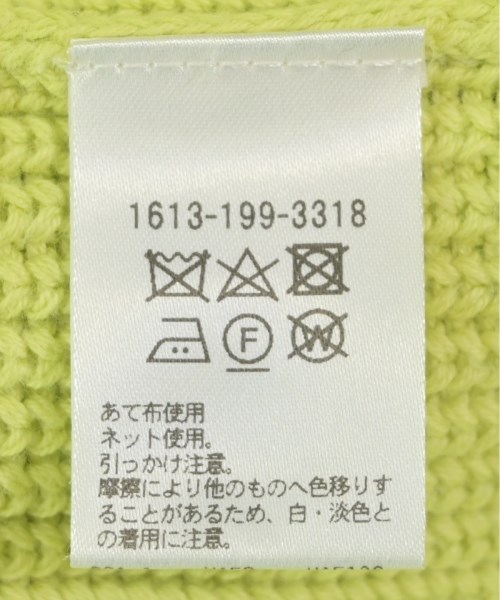 1613-199-3318
F W
あて布使用
ネット使用。
引っかけ注意。
摩擦により他のものへ色移りす
ることがあるため、白・淡色と
の着用に注意。